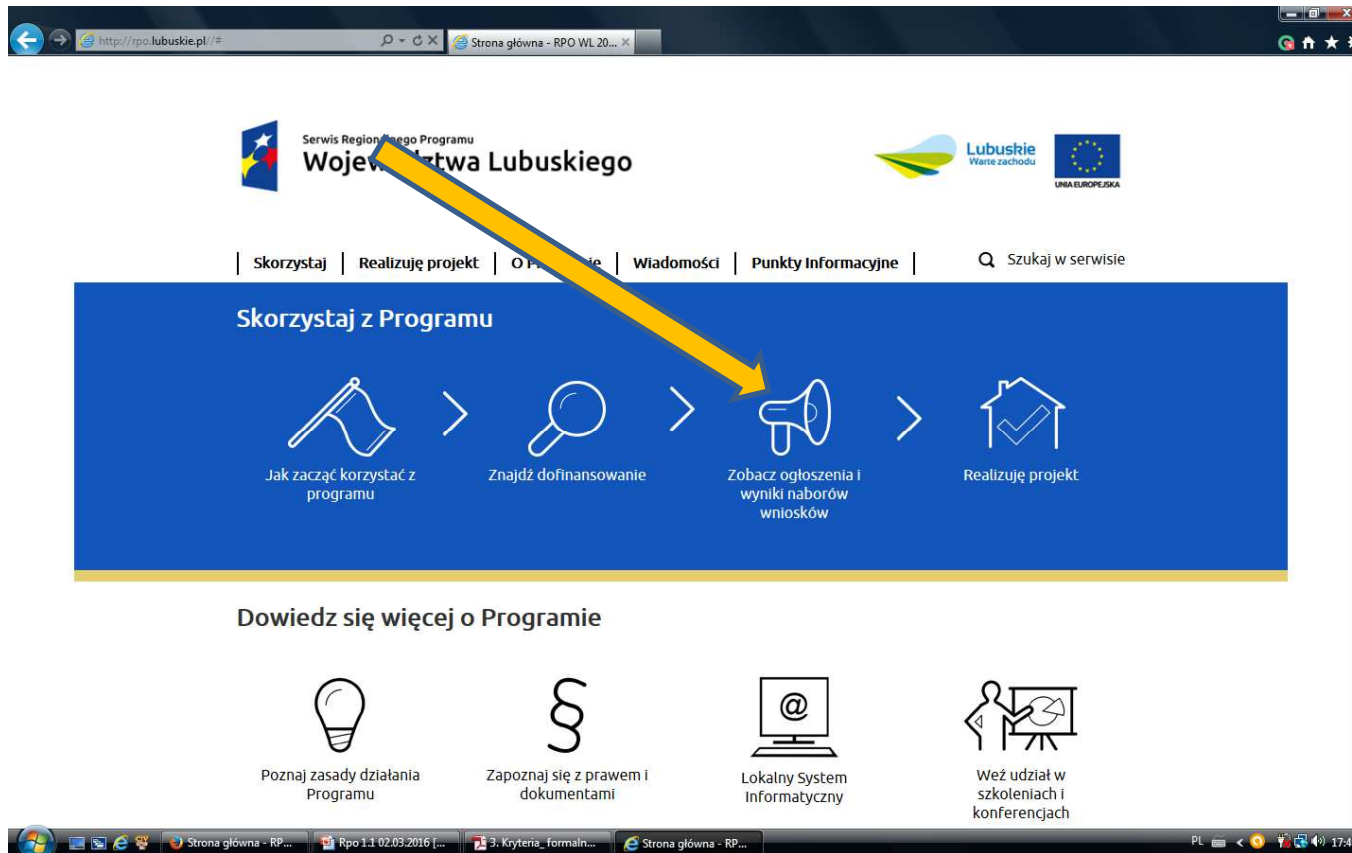 http://rpo.lubuskie.pl//#
Strona główna - RPO WL 20...
Serwis Regionalnego Programu
Województwa Lubuskiego
Lubuskie
Warte zachodu
UNIA EUROPEJSKA
Skorzystaj
Realizuję projekt
O Programie
Wiadomości
Punkty Informacyjne
Szukaj w serwisie
Skorzystaj z Programu
Jak zacząć korzystać z
programu
Znajdź dofinansowanie
Zobacz ogłoszenia i
wyniki naborów
wniosków
Realizuję projekt
Dowiedz się więcej o Programie
§
@
Poznaj zasady działania
Programu
Zapoznaj się z prawem i
dokumentami
Lokalny System
Informatyczny
Weź udział w
szkoleniach i
konferencjach
Strona główna - RP...
Rpo 1.1 02.03.2016 [...
3. Kryteria_ formaln...
Strona główna - RP...
PL
17:4